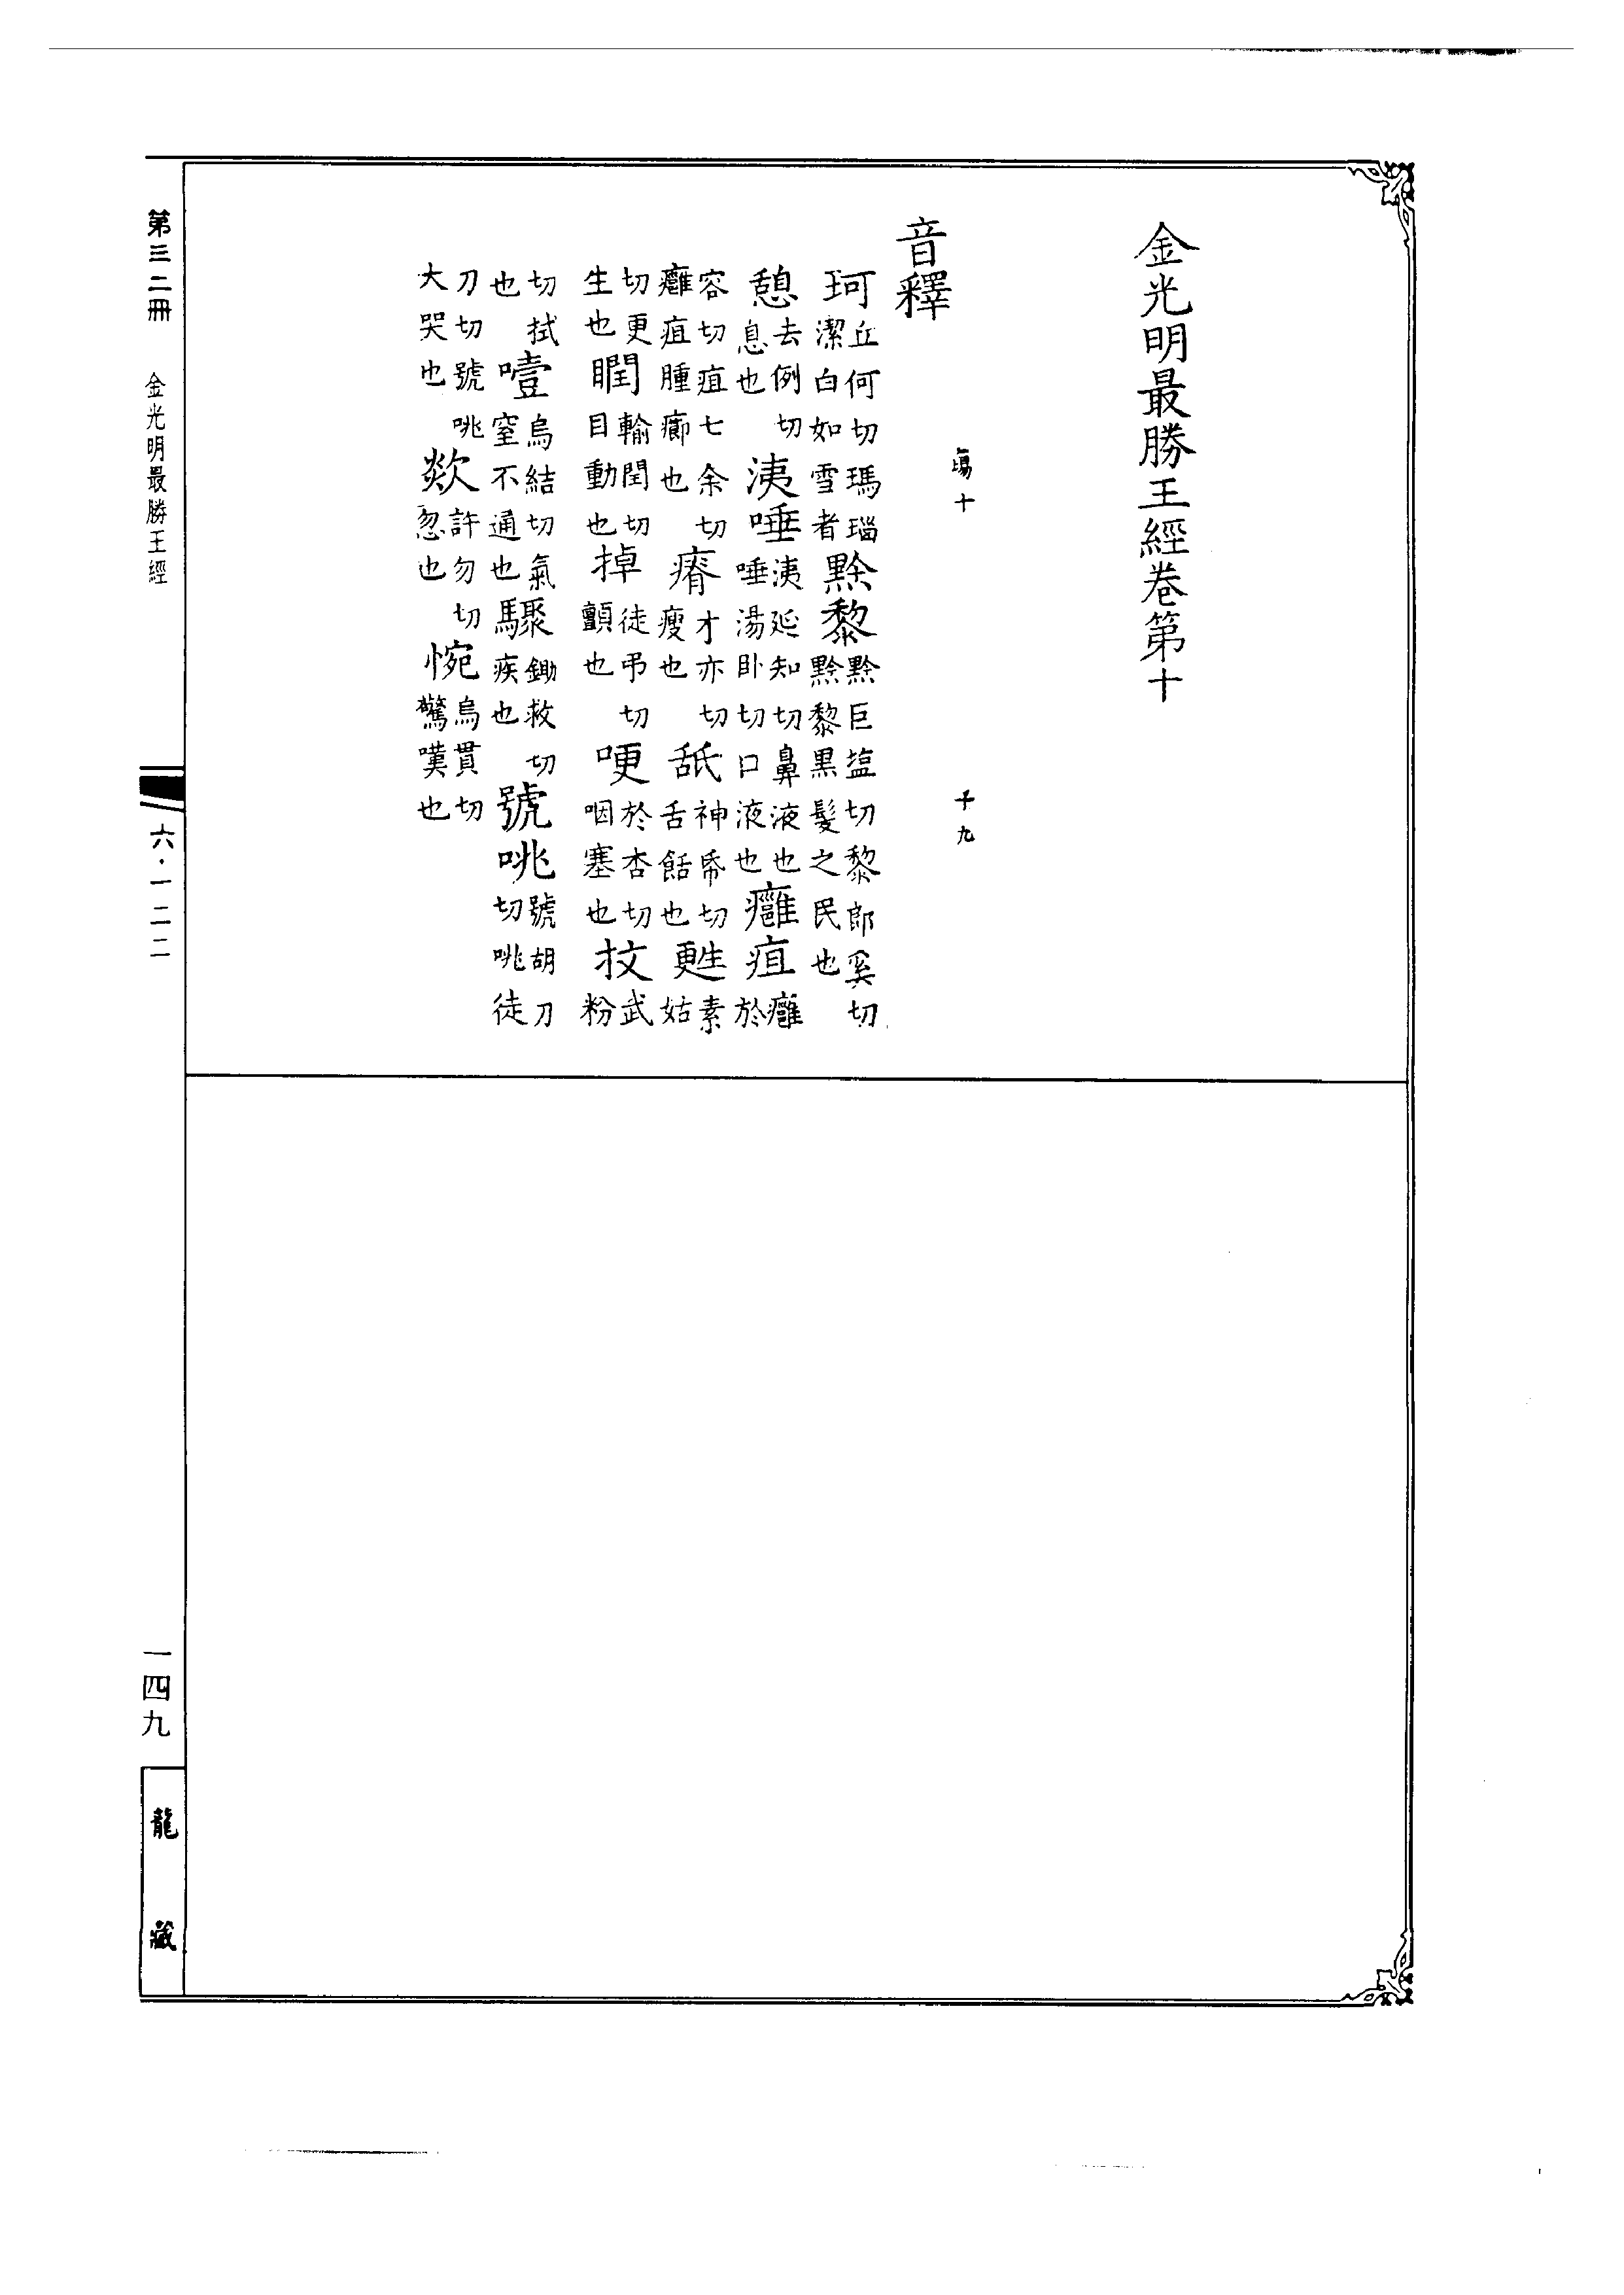 金光明最勝王經卷第十
塲十
音釋
珂丘何切瑪瑙潔白如雪者黔黎黔巨塩切黎郎奚切黔黎黑髮之民也
憩去例切息也洟唾洟延知切鼻液也唾湯卧切口液也癰疽癰於
容切疽七余切癰疽腫癤也瘠才亦切瘦也舐神帋切舌餂也甦素姑
切更生也瞤輸閏切目動也掉徒弔切顫也哽於杏切咽塞也抆武粉
切拭也噎烏結切氣窒不通也驟鋤救切疾也號咷號胡刀切咷徒
刀切號咷大哭也欻許勿切忽也惋烏貫切驚嘆也
第三二冊 金光明最勝王經 六·一二二 一四九 龍藏